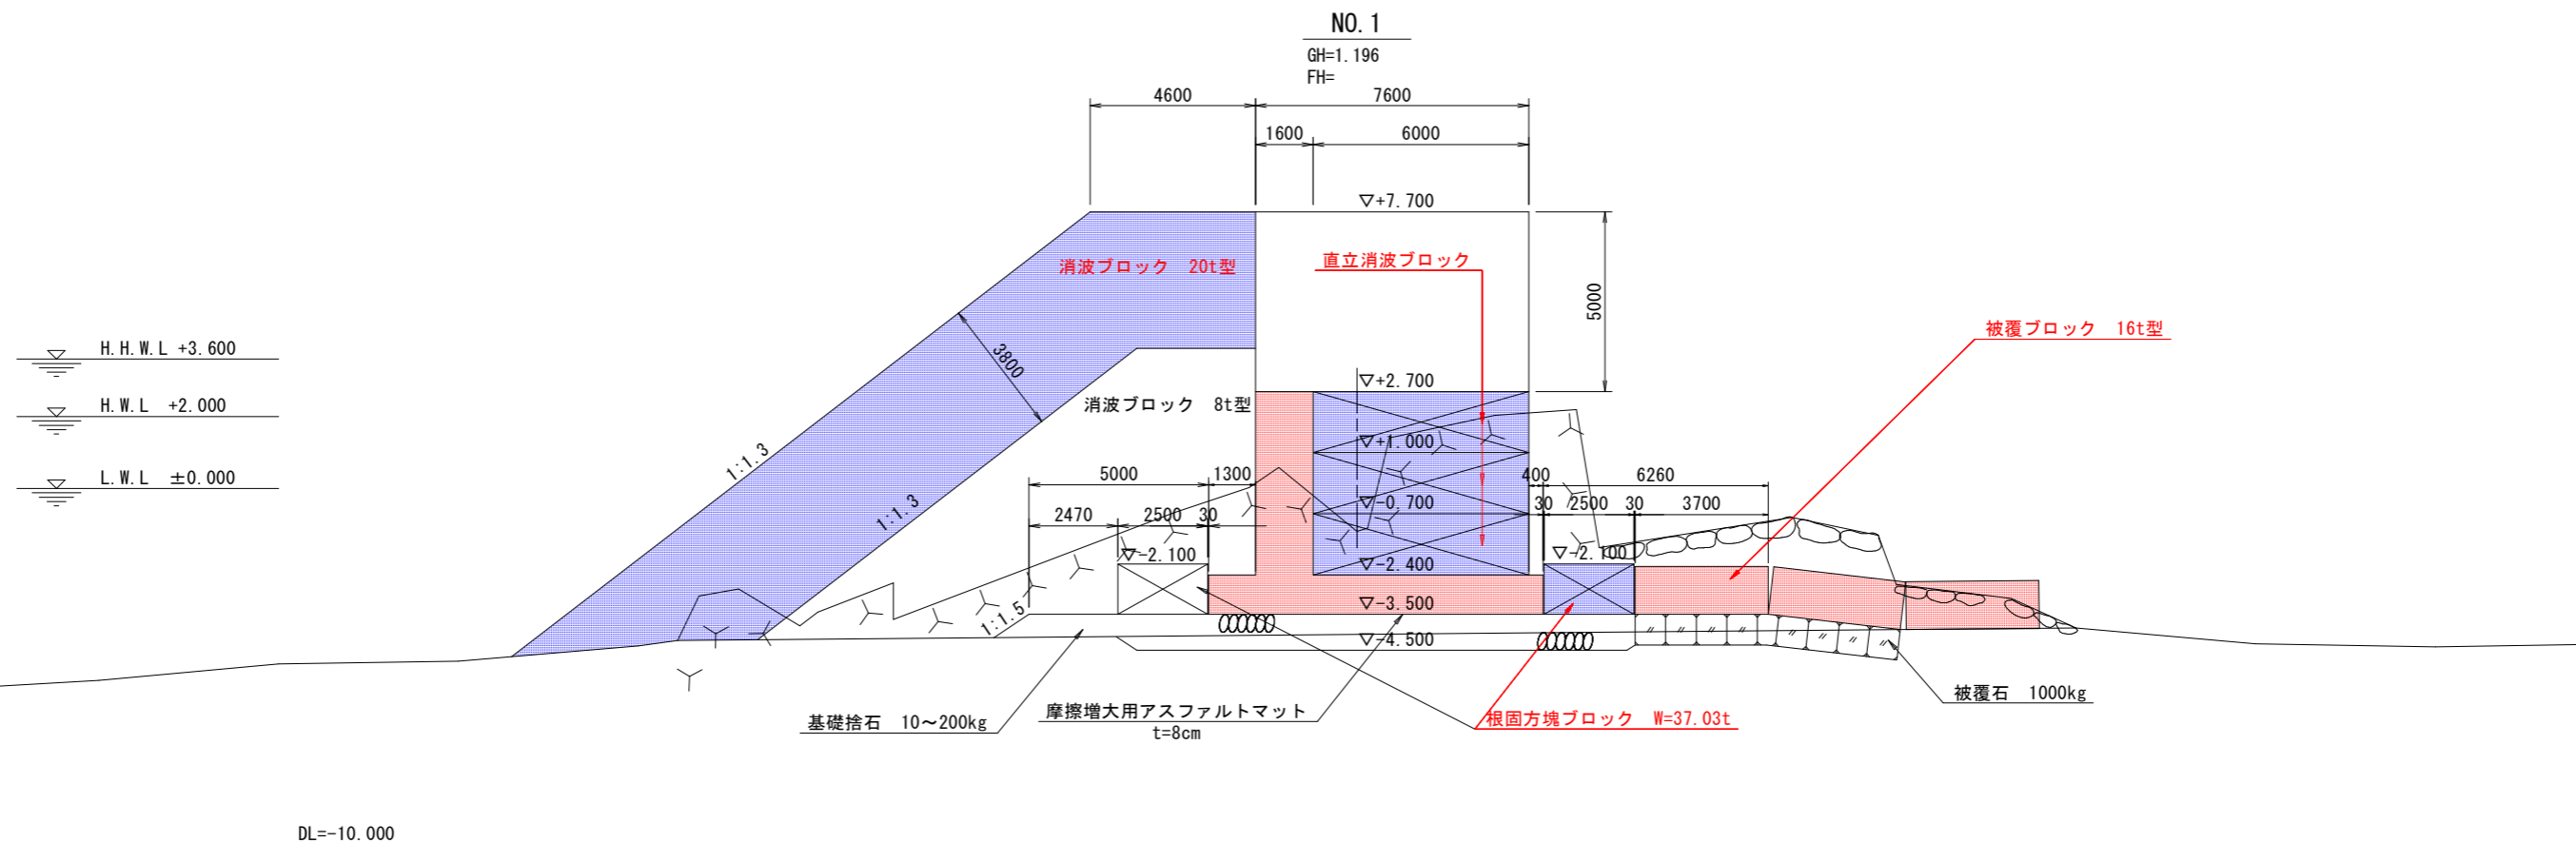 NO. 1
GH=1. 196
FH=
4600
7600
1600
6000
▽+7. 700
消波ブロック 20t型
直立消波ブロック
5000
被覆ブロック 16t型
H. H. W. L +3. 600
3800
▽+2. 700
H. W. L +2. 000
消波ブロック 8t型
▽+1. 000
1:1. 3
L. W. L ±0. 000
5000
1300
400
6260
1:1. 3
▽-0. 700
2470
2500
30
30
2500
30
3700
▽-2. 100
▽-2. 100
▽-2. 400
▽-3. 500
1:1. 5
▽-4. 500
被覆石 1000kg
基礎捨石 10〜200kg
摩擦増大用アスファルトマット
t=8cm
根固方塊ブロック W=37. 03t
DL=-10. 000